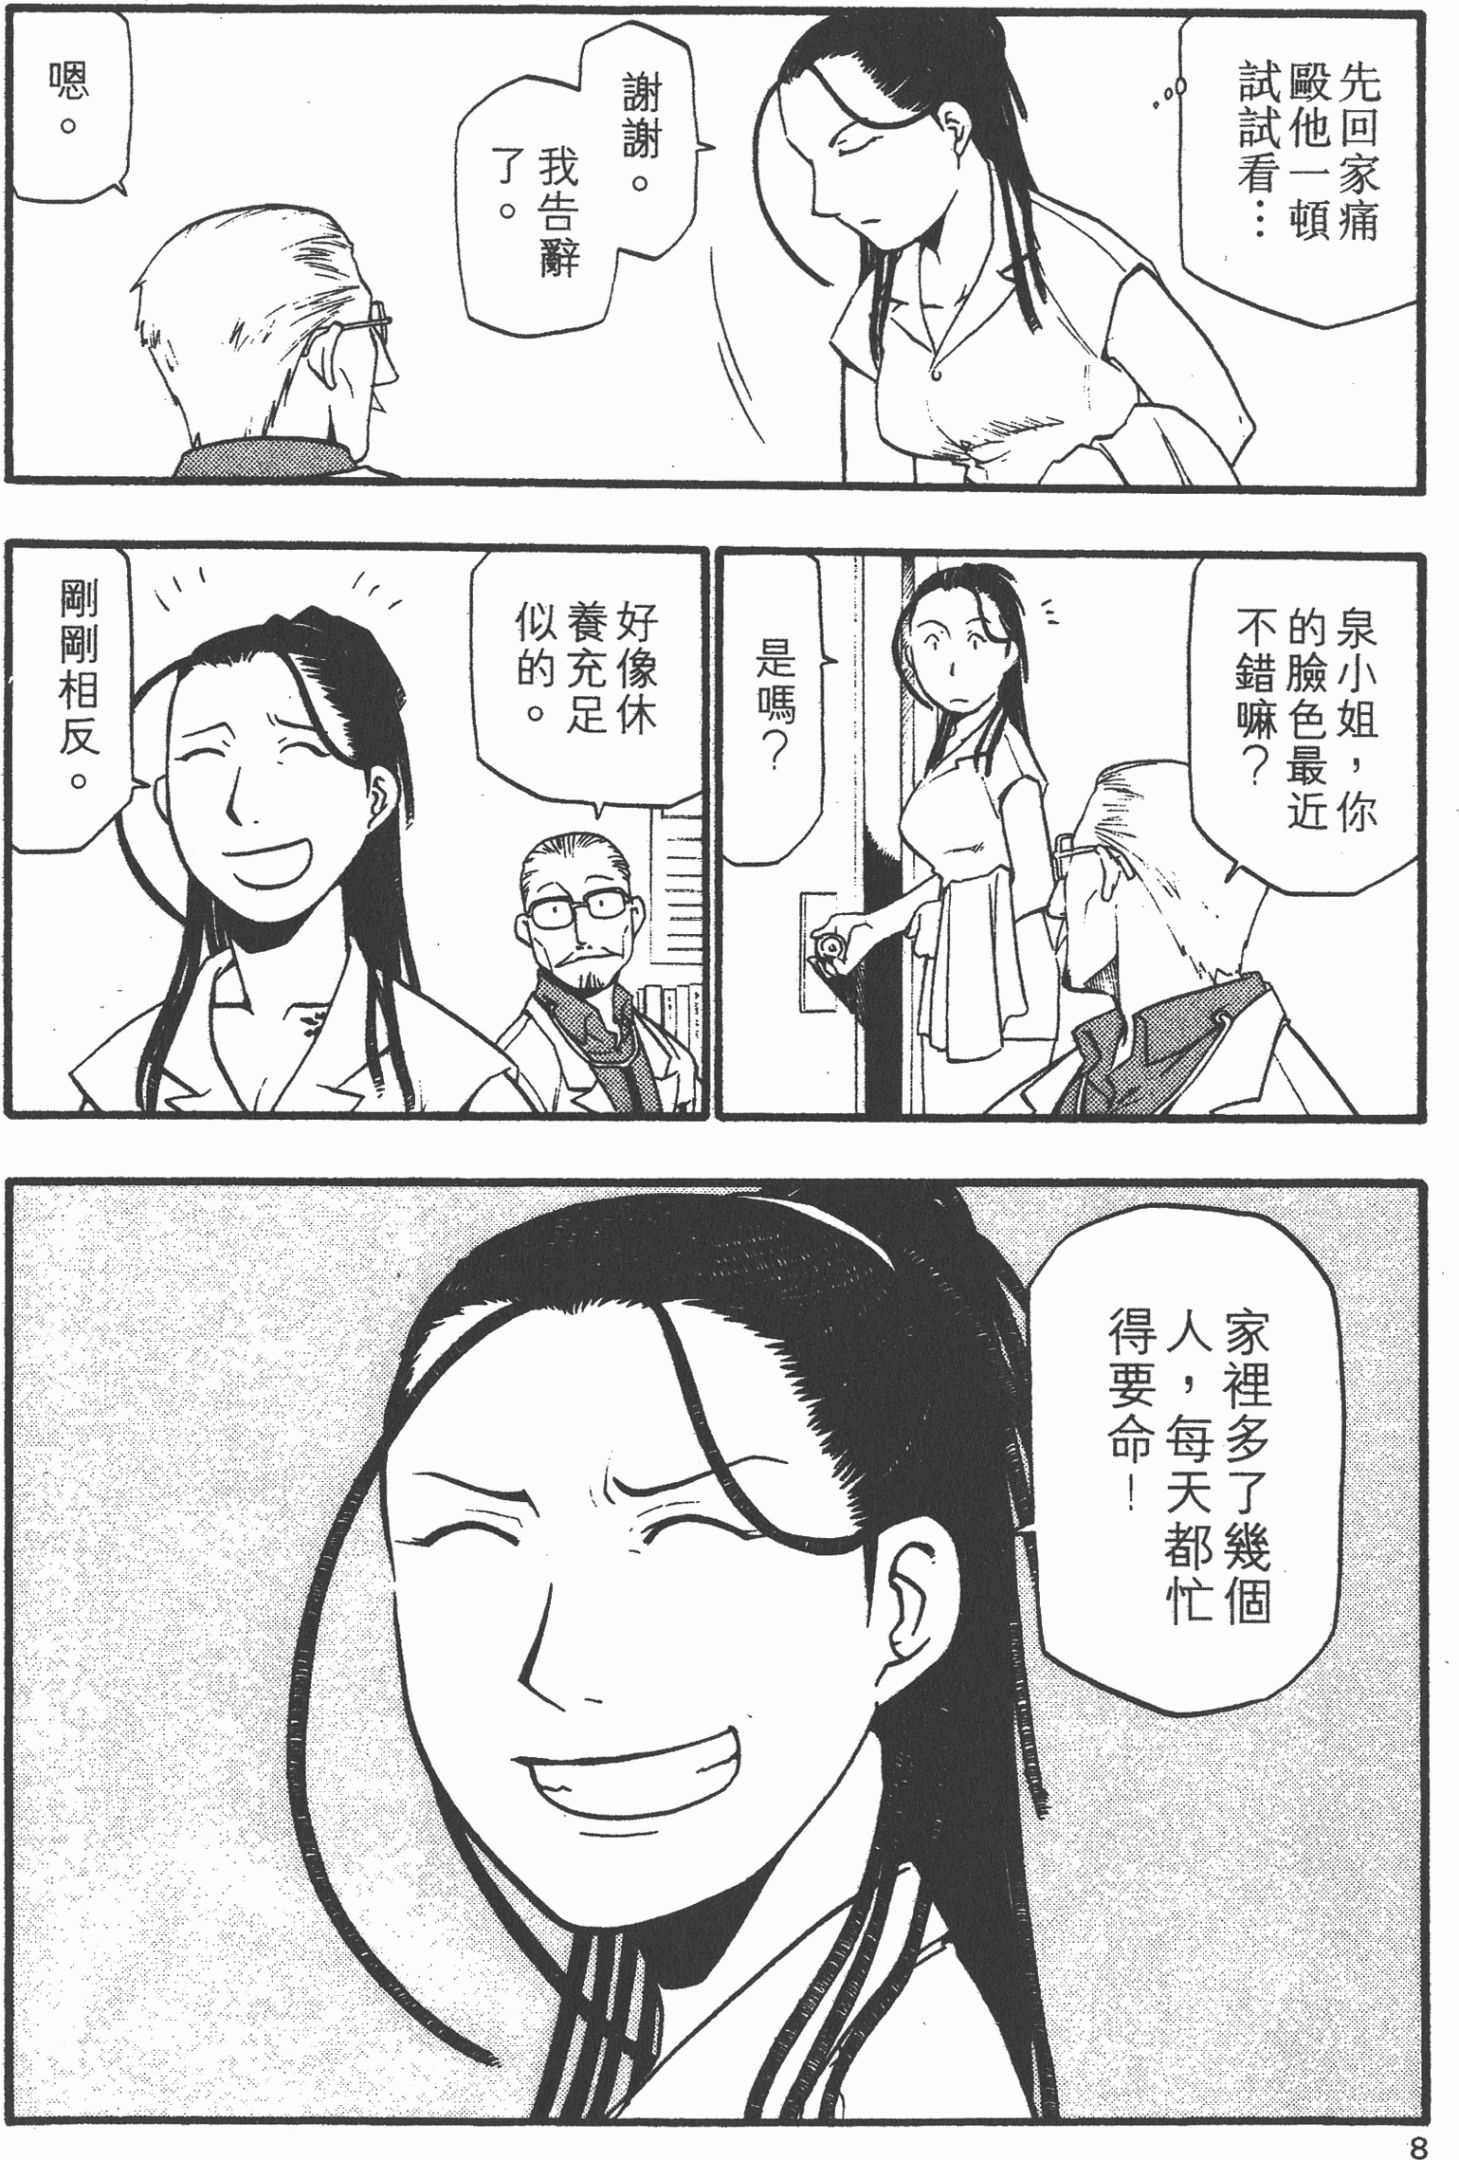 先回家痛
毆他一頓
試試看…
謝謝。
我告辭
了。
嗯。
泉小姐，你
的臉色最近
不錯嘛？
是嗎？
好像休
養充足
似的。
剛剛相反。
家裡多了幾個
人，每天都忙
得要命！
8